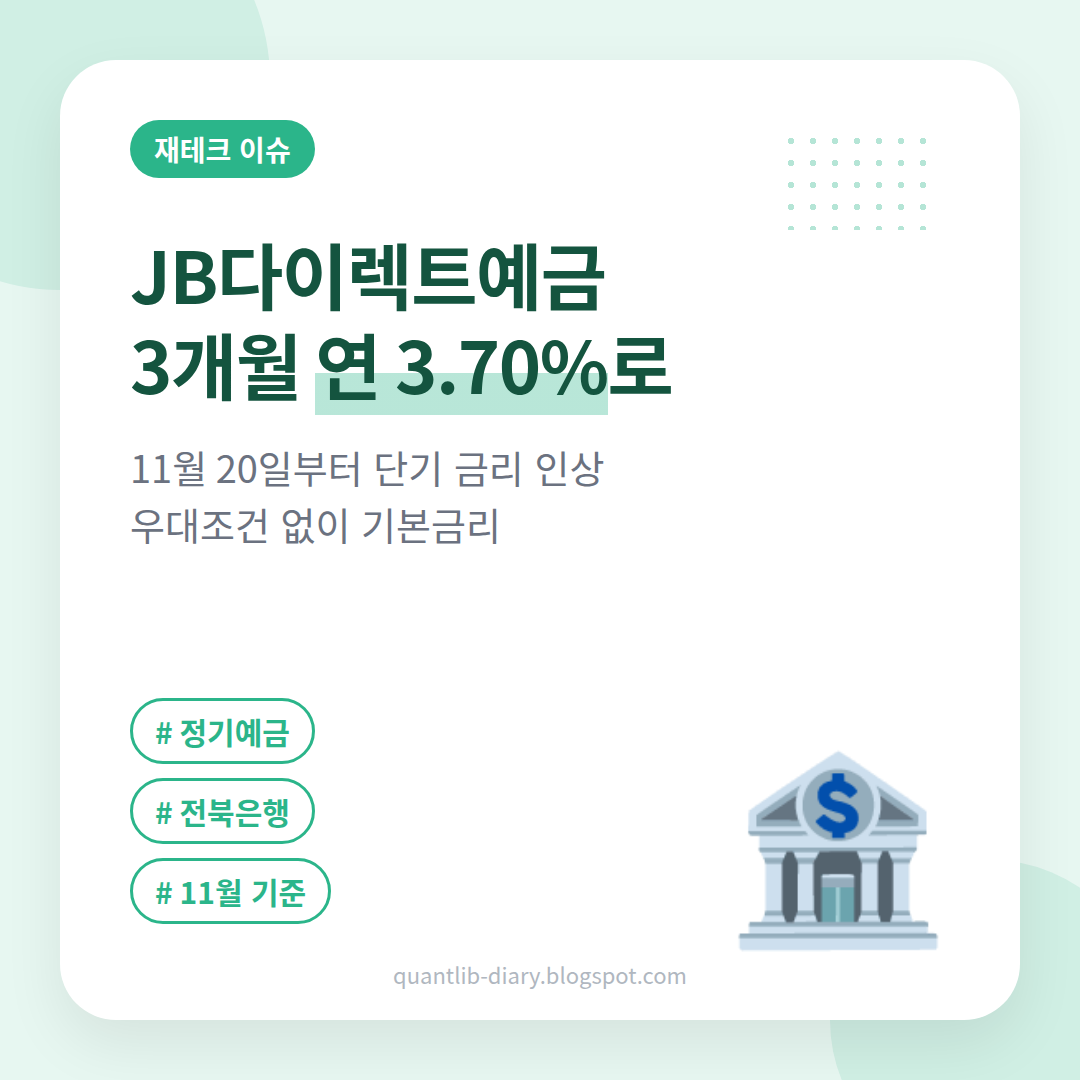 재테크 이슈
JB다이렉트예금
3개월 연 3.70%로
11월 20일부터 단기 금리 인상
우대조건 없이 기본금리
# 정기예금
# 전북은행
# 11월 기준
$
quantlib-diary.blogspot.com